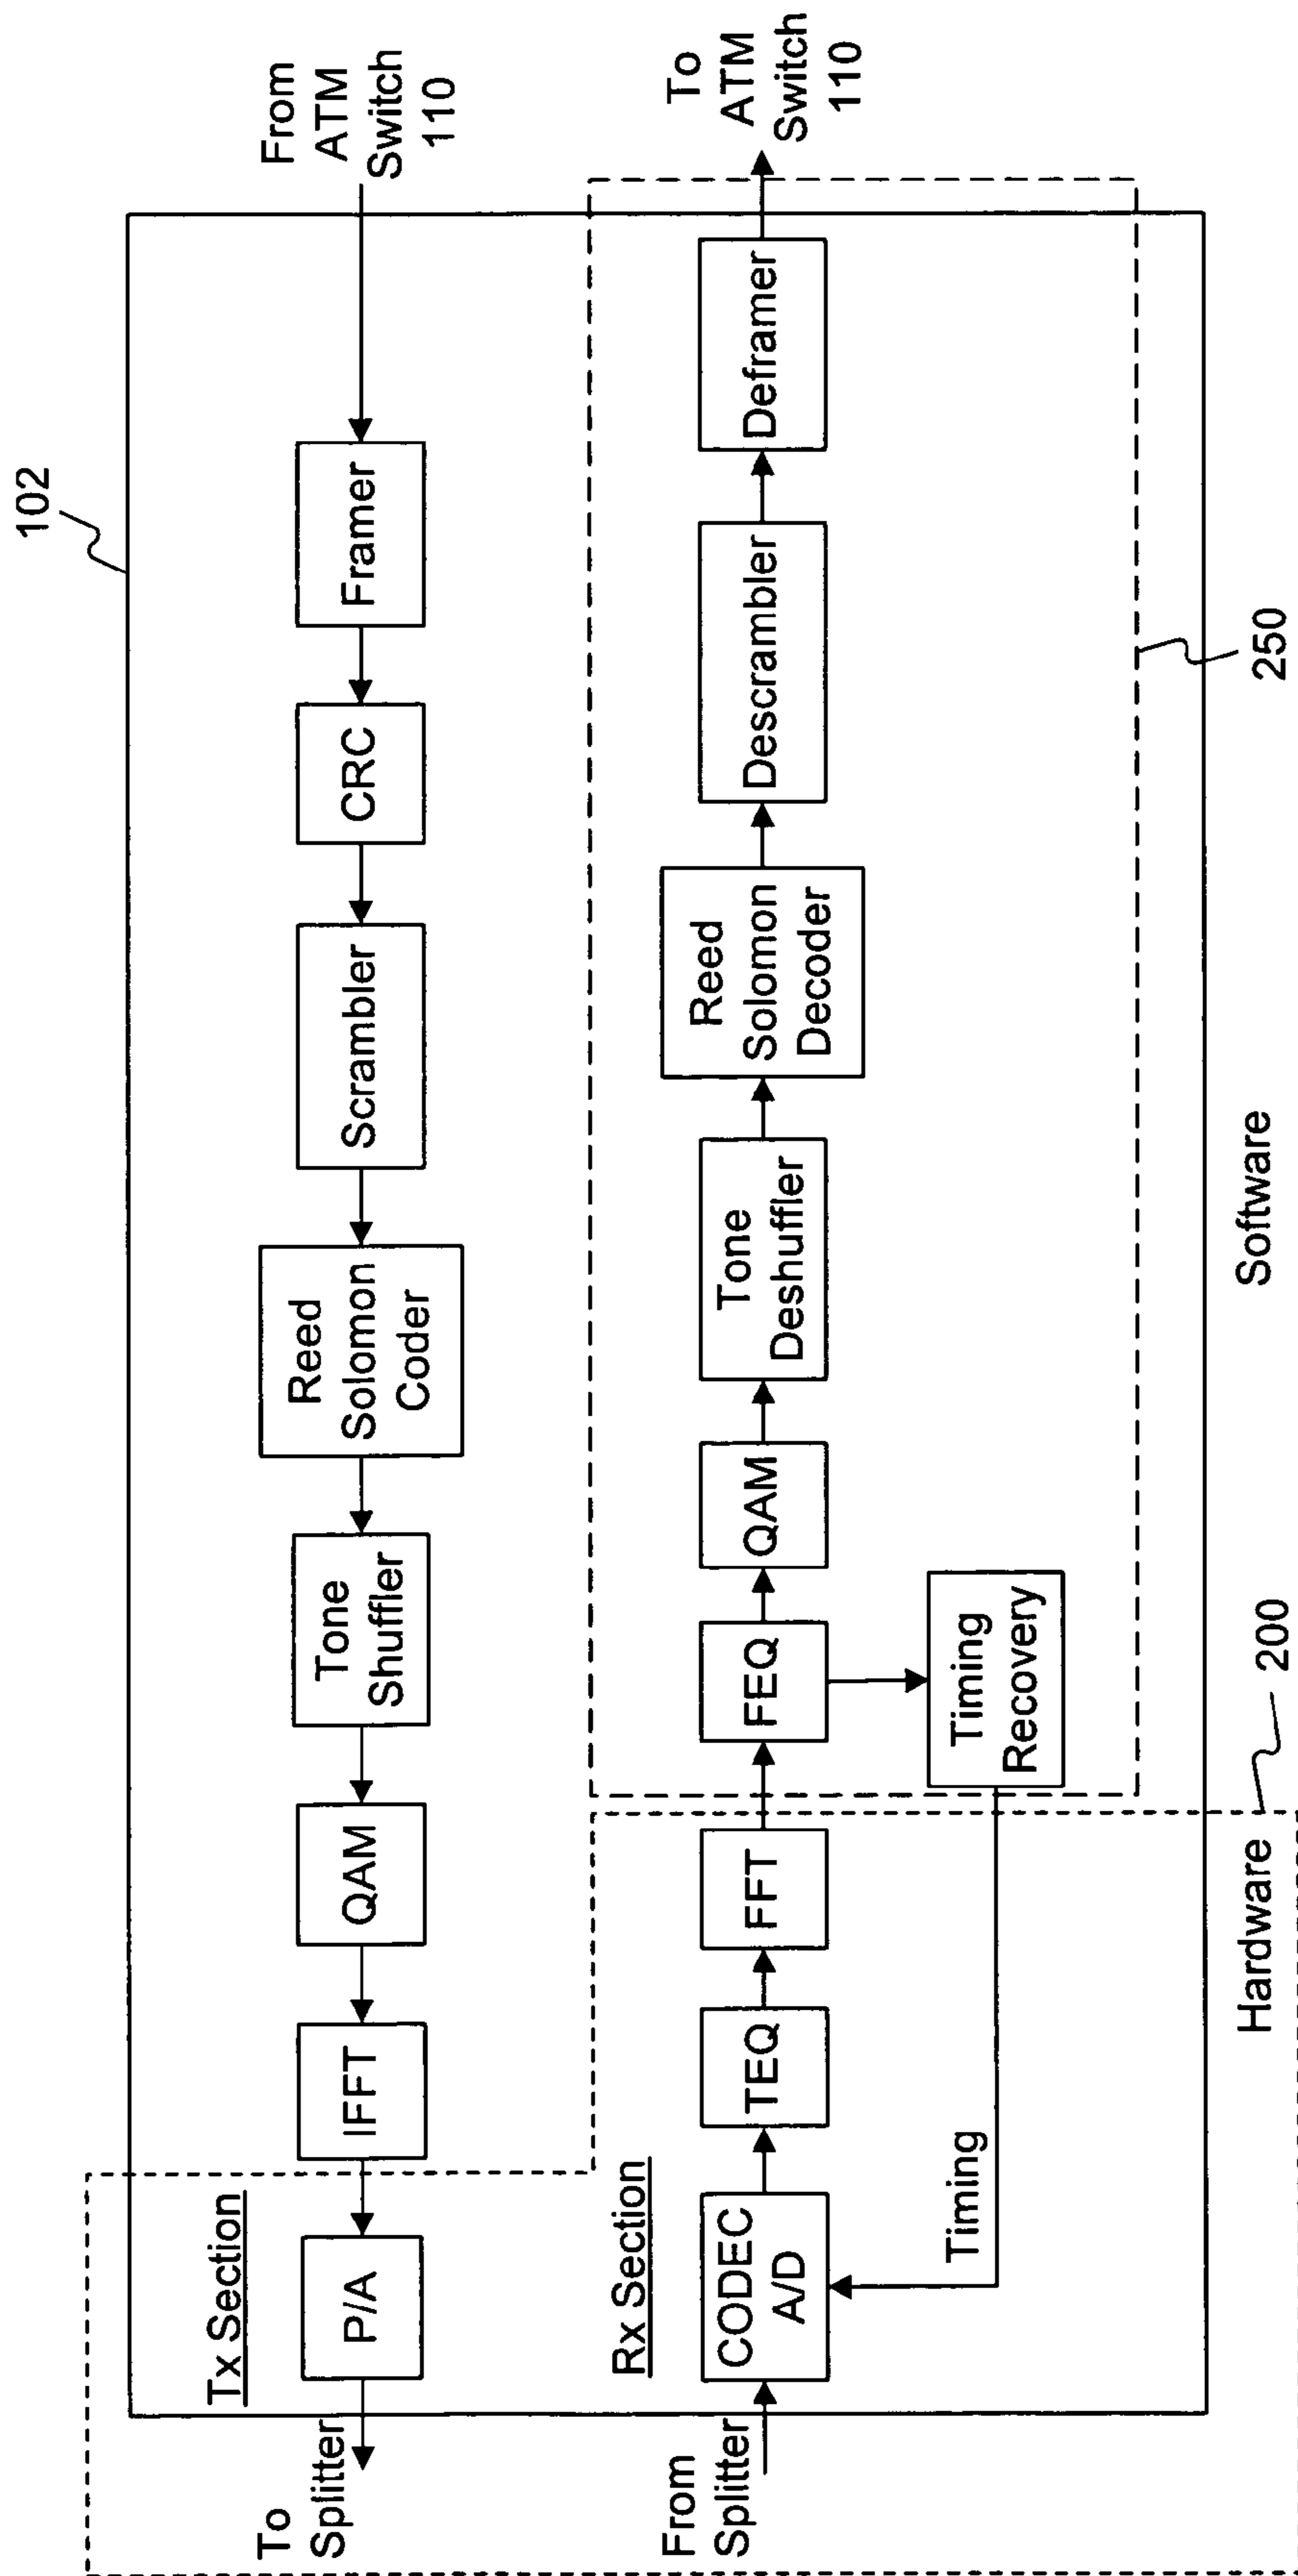 102
Tx Section
To
Splitter
P/A
IFFT
QAM
Tone
Shuffler
Reed
Solomon
Coder
Scrambler
CRC
Framer
From
ATM
Switch
110
Rx Section
From
Splitter
CODEC
A/D
TEQ
FFT
FEQ
QAM
Tone
Deshuffler
Reed
Solomon
Decoder
Descrambler
Deframer
To
ATM
Switch
110
Timing
Timing
Recovery
Hardware
200
Software
250